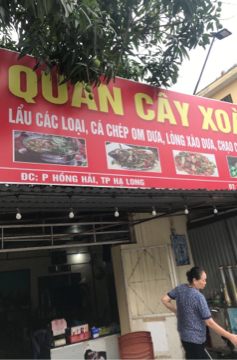 QUÁN CÂY XOÀ
LẨU CÁC LOẠI, CÁ CHÉP OM DƯA, LÒNG XÀO DƯA, CHÁO
ĐC: P HỒNG HẢI, TP HẠ LONG